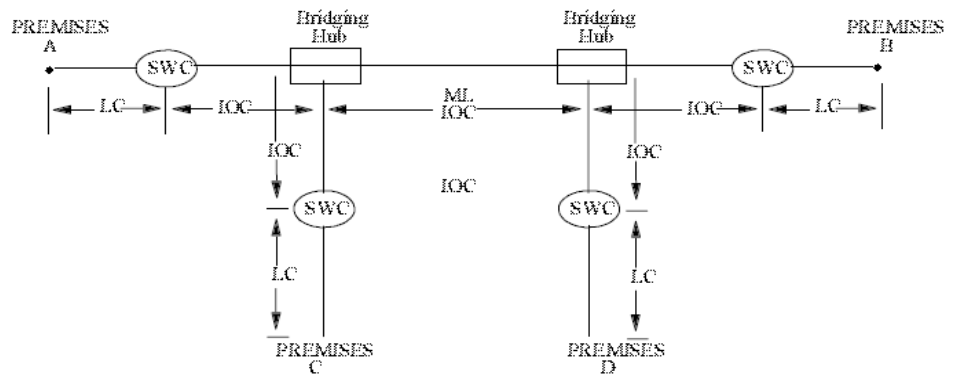 PREMISES
A
Bridging
Hub
Bridging
Hub
PREMISES
B
SWC
SWC
LC
IOC
ML
IOC
IOC
LC
IOC
IOC
IOC
SWC
SWC
LC
LC
PREMISES
C
PREMISES
D